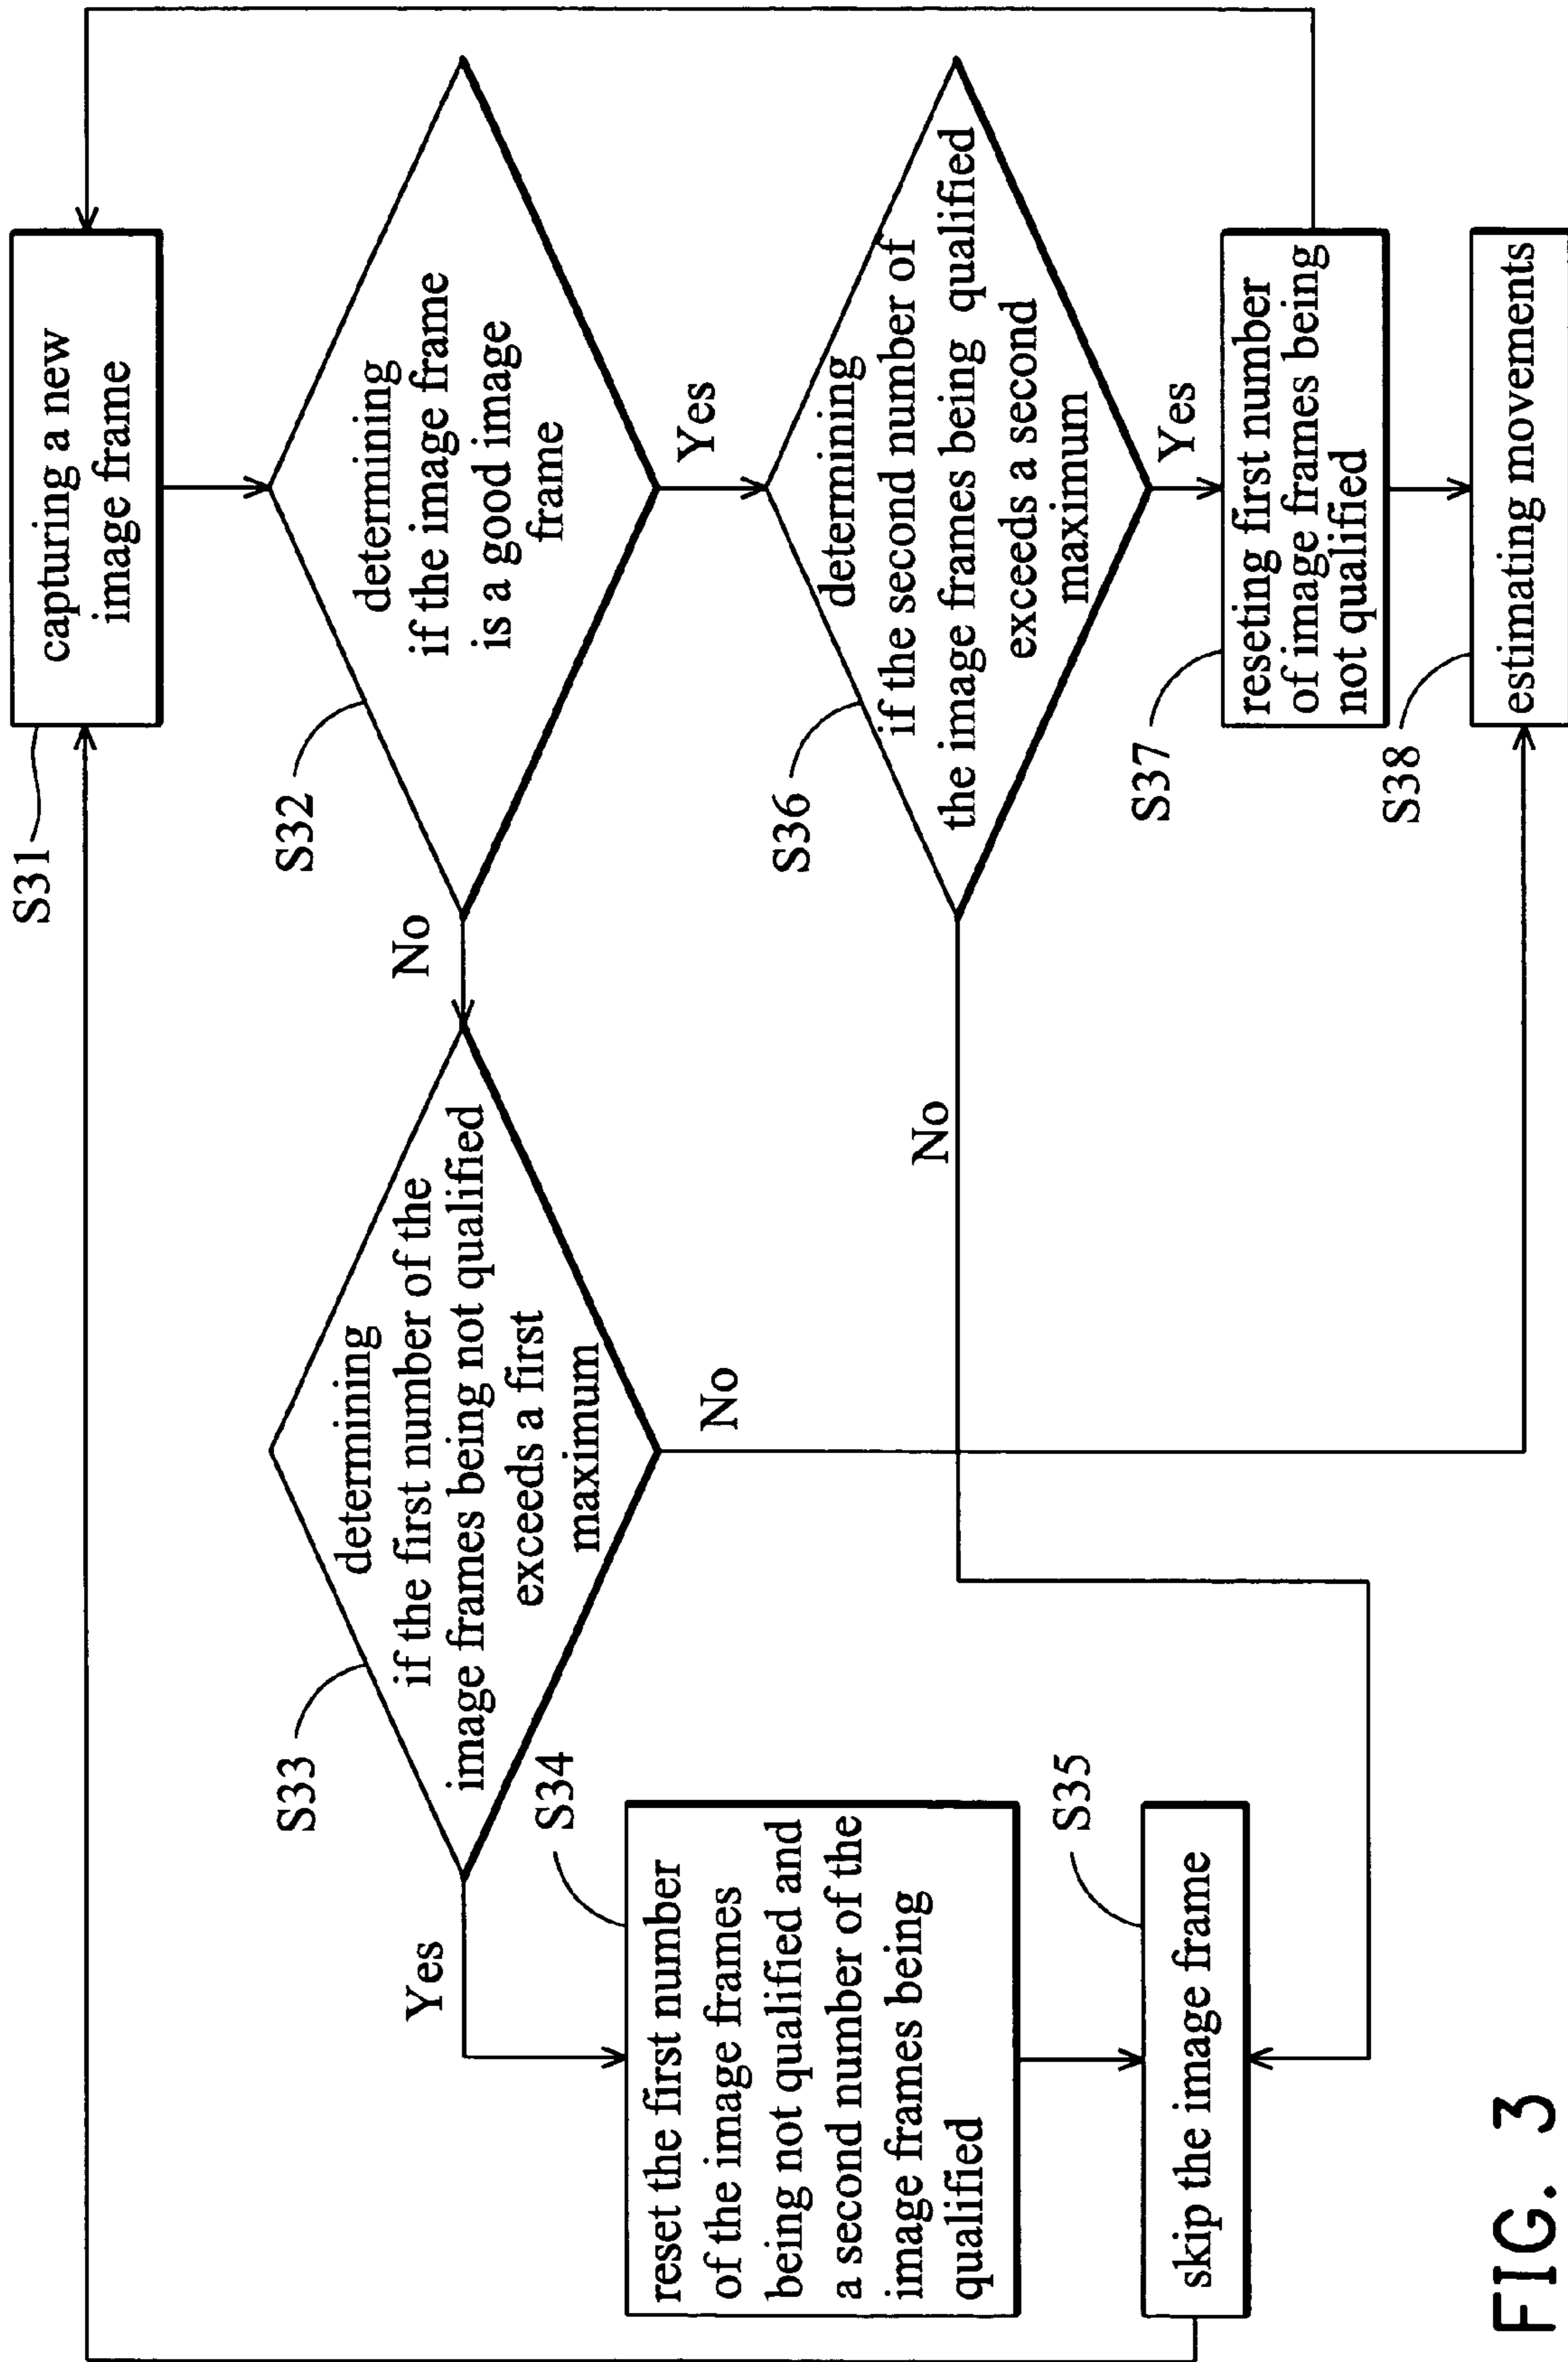 S31
capturing a new
image frame
S32
determining
if the image frame
is a good image
frame
No
Yes
S33
determining
if the first number of the
image frames being not qualified
exceeds a first
maximum
Yes
No
S34
reset the first number
of the image frames
being not qualified and
a second number of the
image frames being
qualified
S35
skip the image frame
S36
determining
if the second number of
the image frames being qualified
exceeds a second
maximum
No
Yes
S37
reseting first number
of image frames being
not qualified
S38
estimating movements
FIG. 3